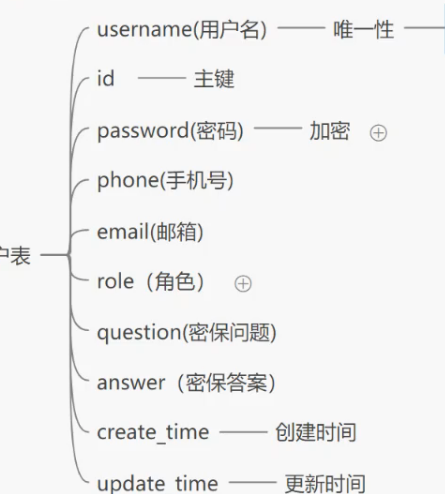 username(用户名) 唯一性
id 主键
password(密码) 加密
phone(手机号)
email(邮箱)
户表
role（角色）
question(密保问题)
answer（密保答案）
create_time 创建时间
update_time 更新时间